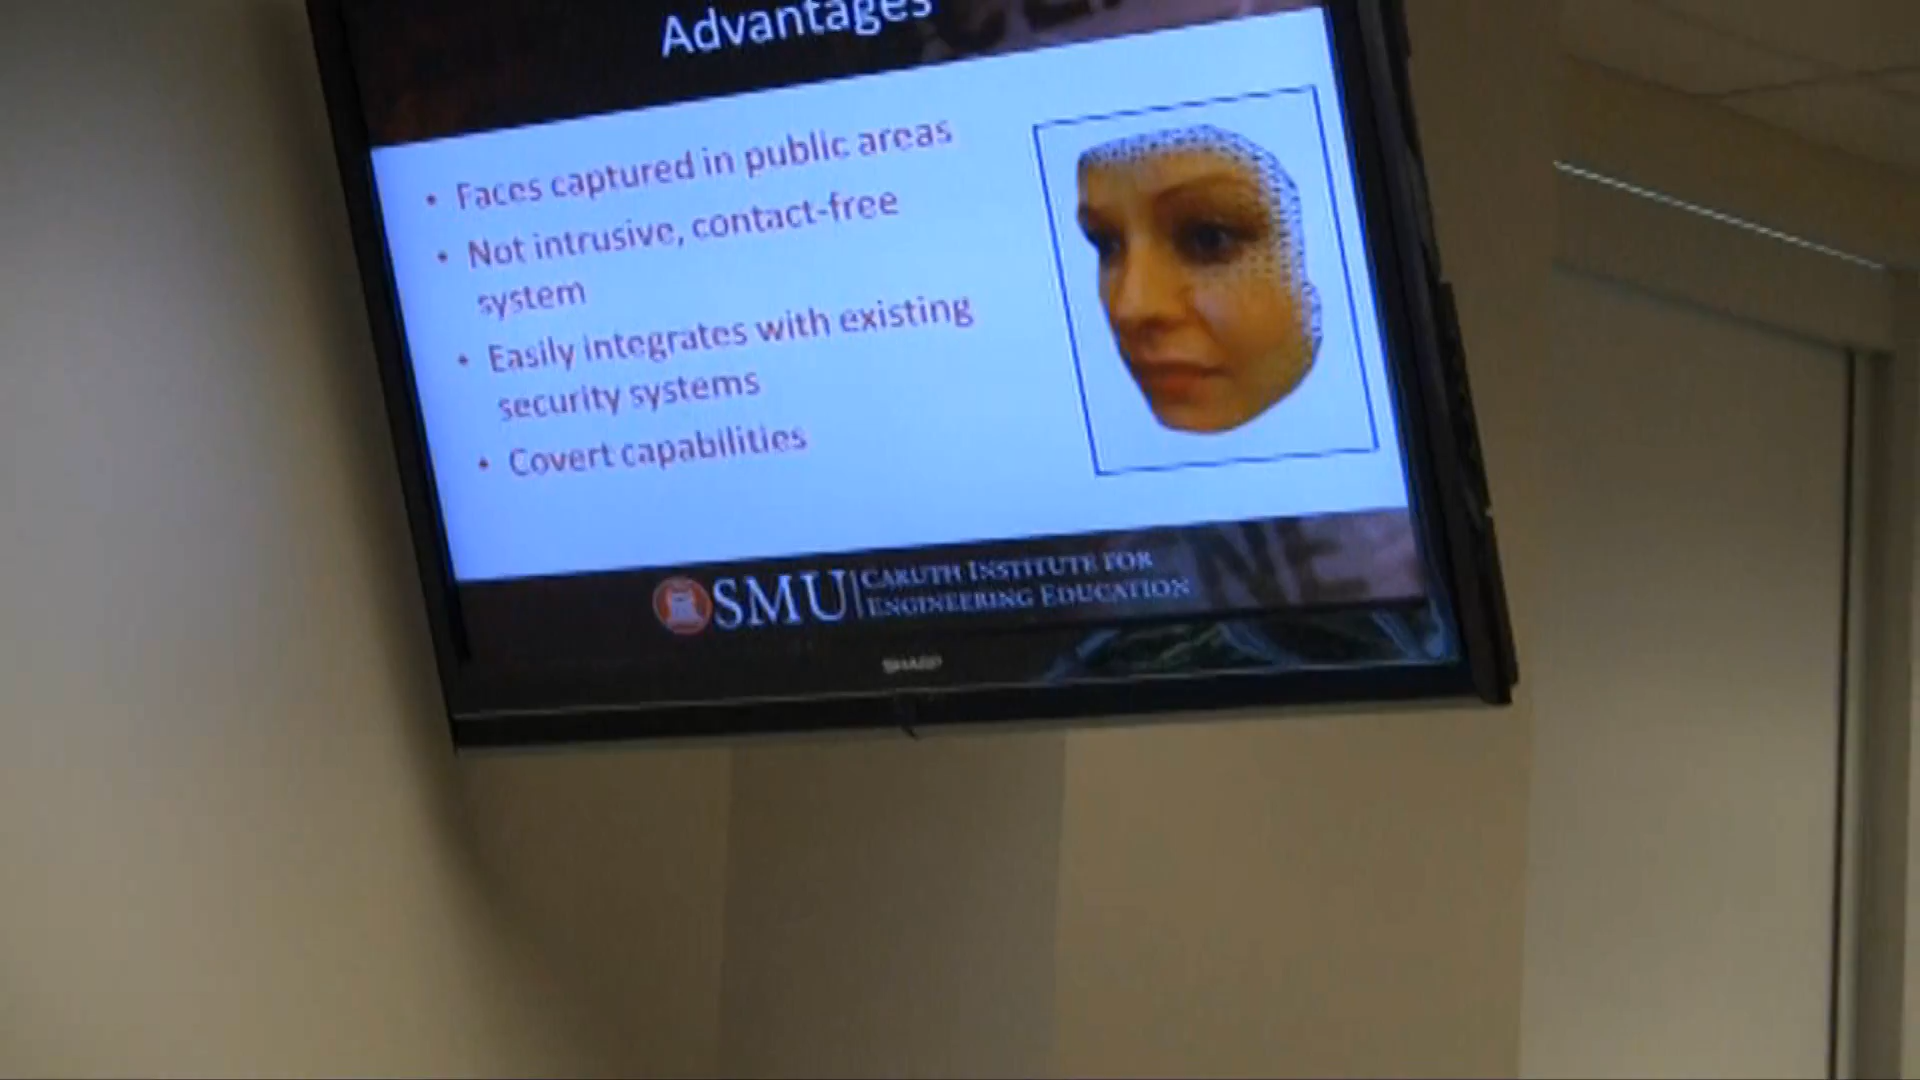 Advantages
• Faces captured in public areas
• Not intrusive, contact-free
system
• Easily integrates with existing
security systems
• Covert capabilities
SMU
CARUTH INSTITUTE FOR
ENGINEERING EDUCATION
NE
SHARP